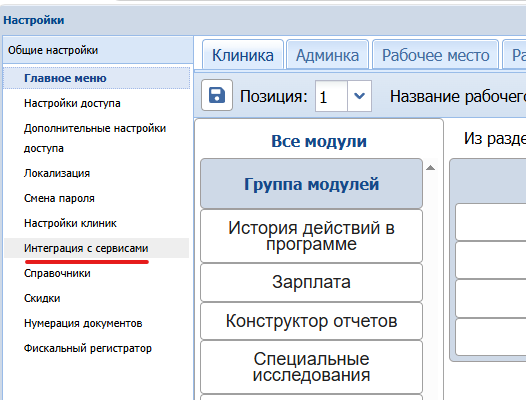 Настройки
Общие настройки
Главное меню
Настройки доступа
Дополнительные настройки
доступа
Локализация
Смена пароля
Настройки клиник
Интеграция с сервисами
Справочники
Скидки
Нумерация документов
Фискальный регистратор
Клиника Админка Рабочее место
Позиция: 1 Название рабочего
Все модули
Группа модулей
История действий в
программе
Зарплата
Конструктор отчетов
Специальные
исследования
Из разде